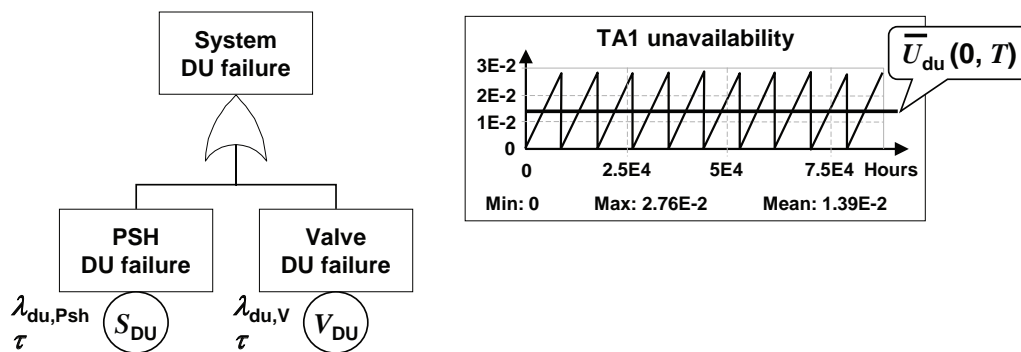 System
DU failure
PSH
DU failure
Valve
DU failure
λdu,Psh
τ
SDU
λdu,V
τ
VDU
TA1 unavailability
U̅du (0, T)
3E-2
2E-2
1E-2
0
0 2.5E4 5E4 7.5E4 Hours
Min: 0 Max: 2.76E-2 Mean: 1.39E-2